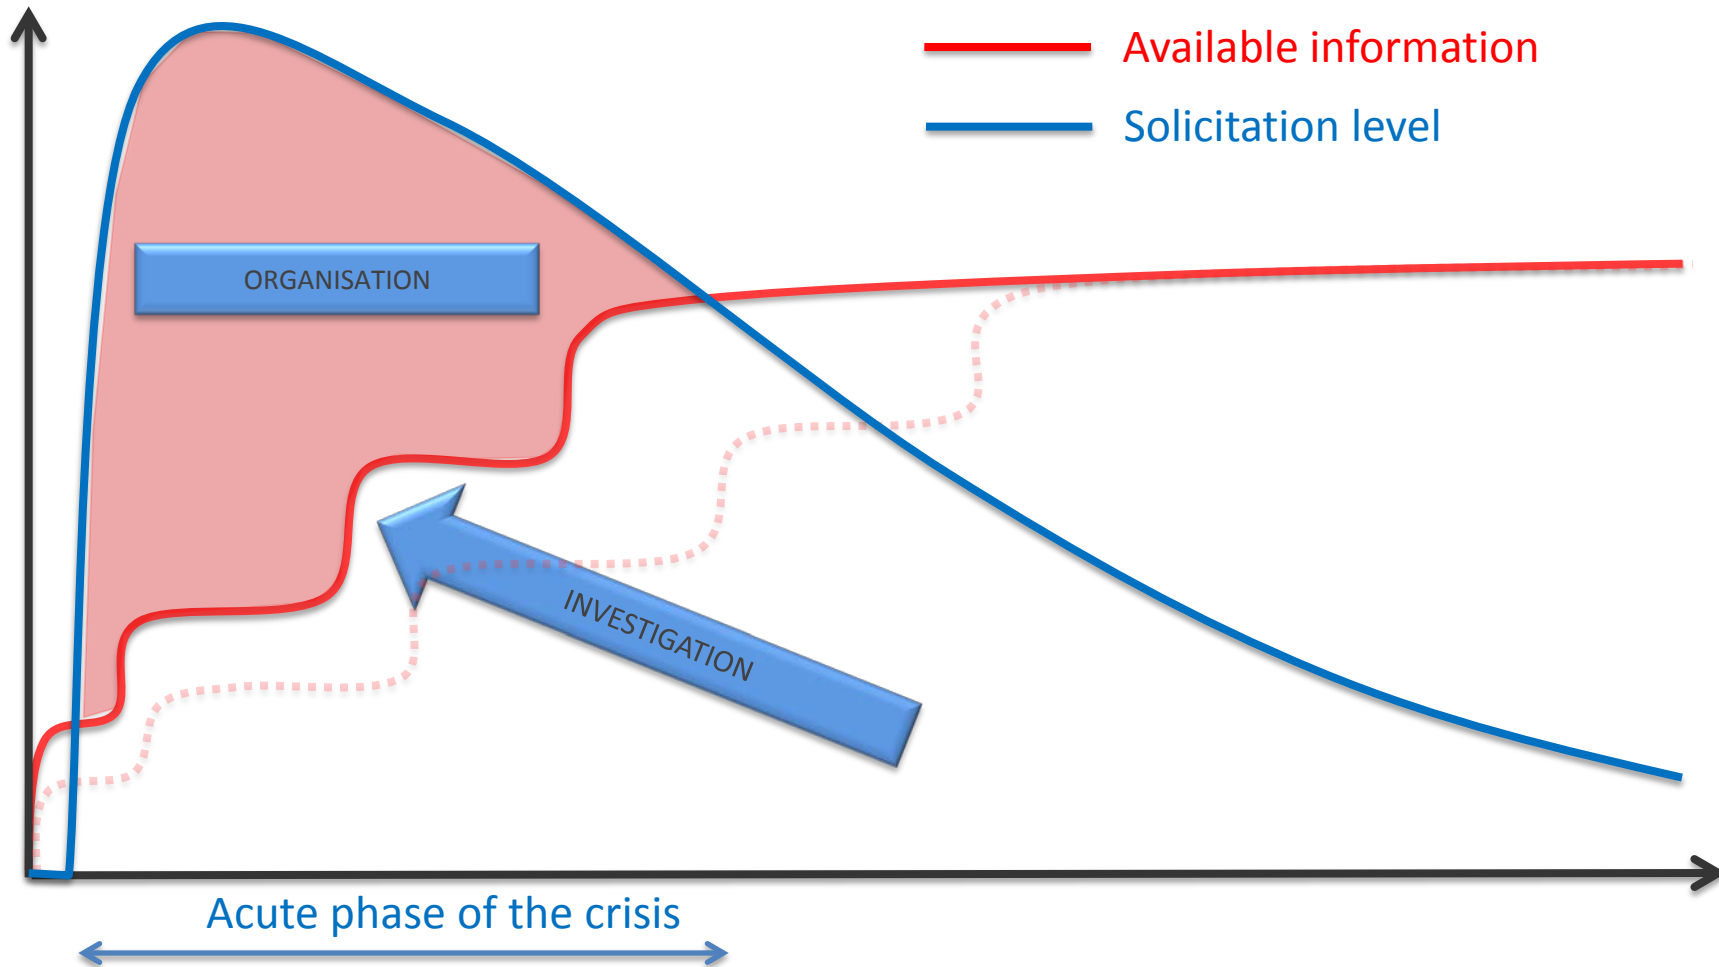 Available information
Solicitation level
ORGANISATION
INVESTIGATION
Acute phase of the crisis